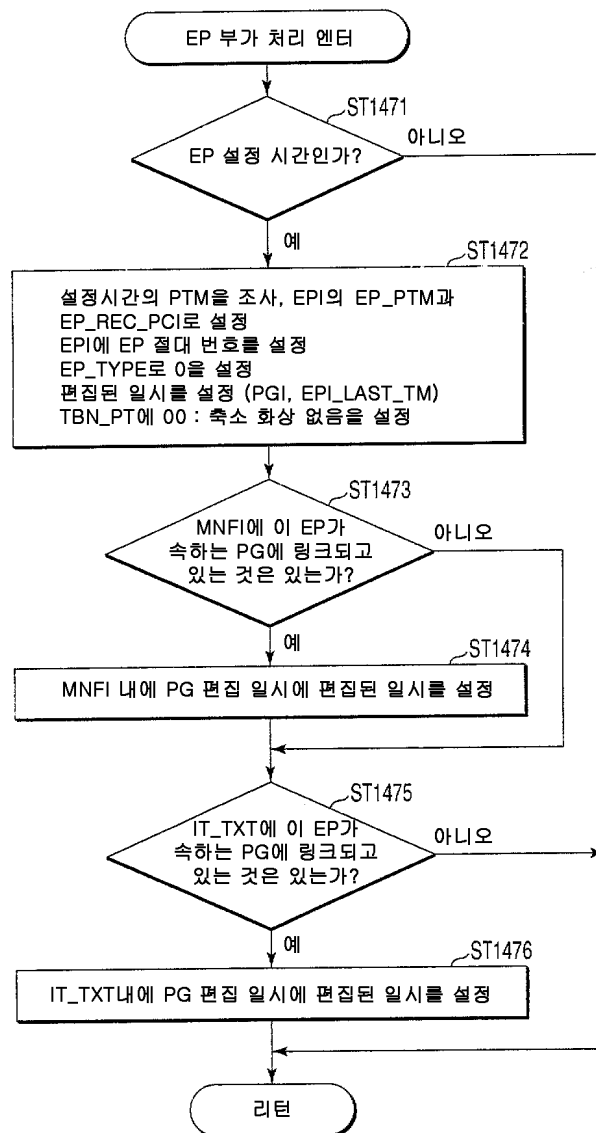 EP 부가 처리 엔터
ST1471
EP 설정 시간인가?
아니오
예
ST1472
설정시간의 PTM을 조사, EPI의 EP_PTM과
EP_REC_PCI로 설정
EPI에 EP 절대 번호를 설정
EP_TYPE로 0을 설정
편집된 일시를 설정 (PGI, EPI_LAST_TM)
TBN_PT에 00 : 축소 화상 없음을 설정
ST1473
MNFI에 이 EP가
속하는 PG에 링크되고
있는 것은 있는가?
아니오
예
ST1474
MNFI 내에 PG 편집 일시에 편집된 일시를 설정
ST1475
IT_TXT에 이 EP가
속하는 PG에 링크되고
있는 것은 있는가?
아니오
예
ST1476
IT_TXT내에 PG 편집 일시에 편집된 일시를 설정
리턴